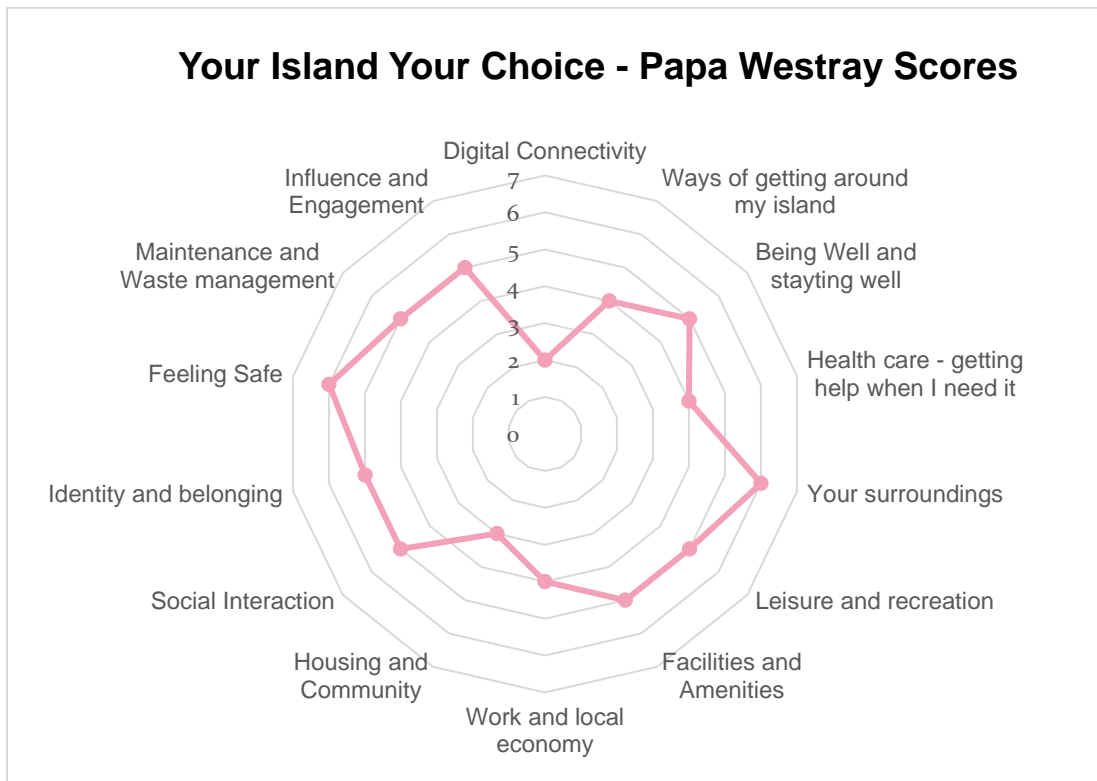 Your Island Your Choice - Papa Westray Scores
Digital Connectivity
Ways of getting around
my island
Being Well and
stayting well
Health care - getting
help when I need it
Your surroundings
Leisure and recreation
Facilities and
Amenities
Work and local
economy
Housing and
Community
Social Interaction
Identity and belonging
Feeling Safe
Maintenance and
Waste management
Influence and
Engagement
7
6
5
4
3
2
1
0